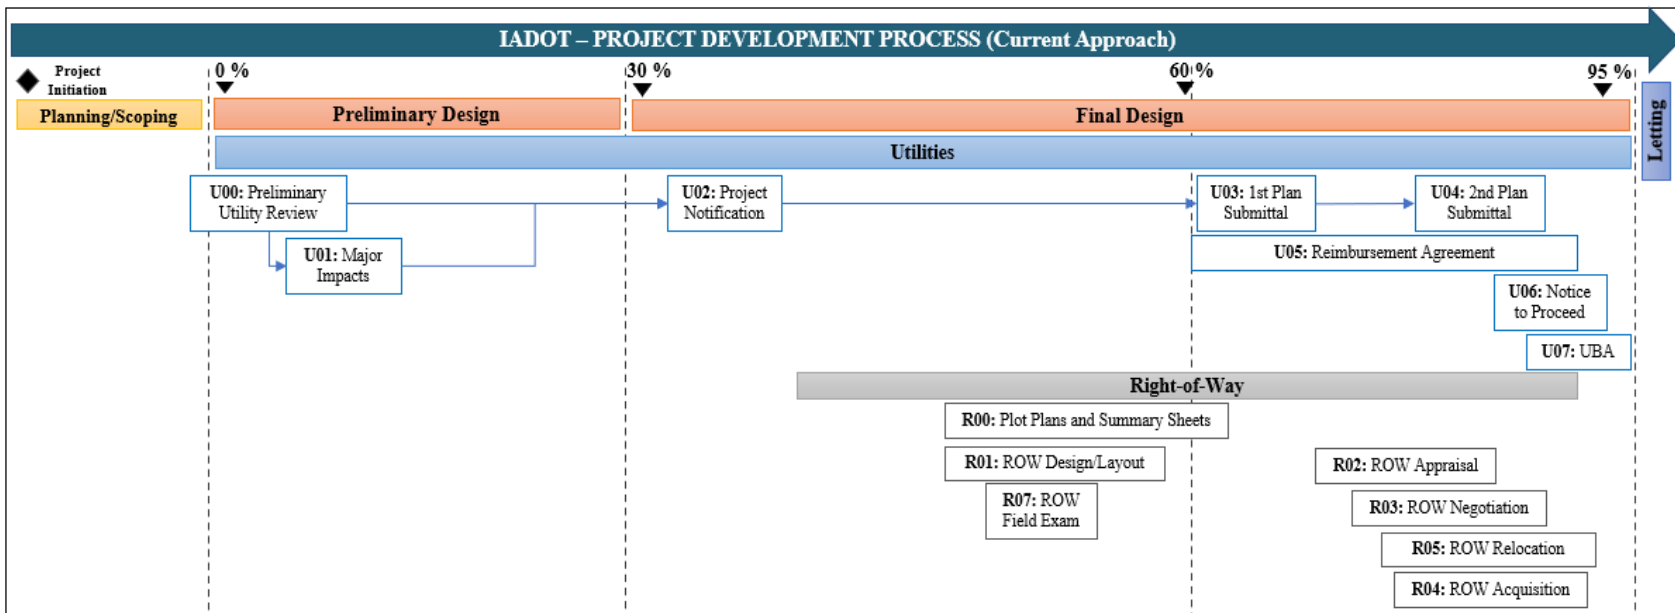 IADOT – PROJECT DEVELOPMENT PROCESS (Current Approach)
Project
Initiation
0 %
30 %
60 %
95 %
Planning/Scoping
Preliminary Design
Final Design
Letting
Utilities
U00: Preliminary
Utility Review
U01: Major
Impacts
U02: Project
Notification
U03: 1st Plan
Submittal
U04: 2nd Plan
Submittal
U05: Reimbursement Agreement
U06: Notice
to Proceed
U07: UBA
Right-of-Way
R00: Plot Plans and Summary Sheets
R01: ROW Design/Layout
R02: ROW Appraisal
R07: ROW
Field Exam
R03: ROW Negotiation
R05: ROW Relocation
R04: ROW Acquisition